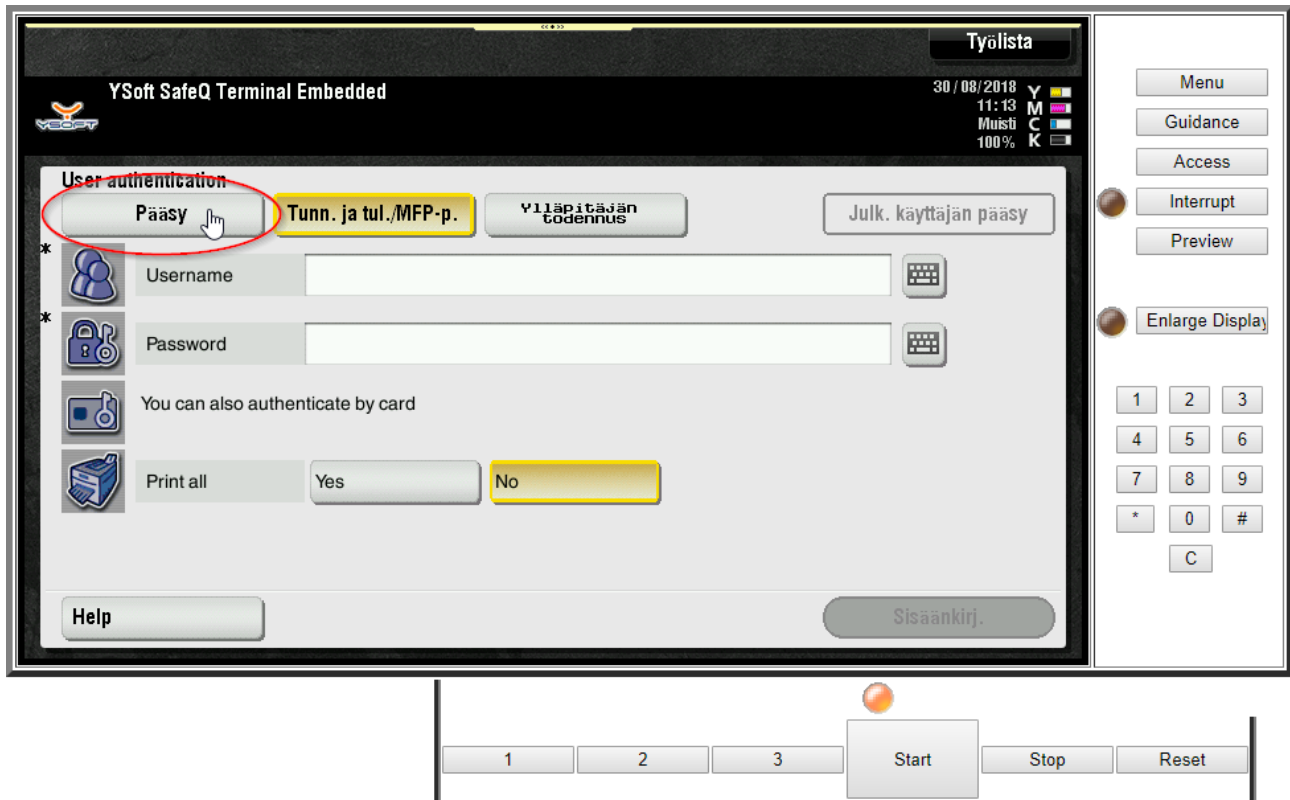 Työlista
YSoft SafeQ Terminal Embedded
30/08/2018
11:13
Muisti
100%
Y
M
C
K
YSOFT
User authentication
Pääsy
Tunn. ja tul./MFP-p.
Ylläpitäjän
todennus
Julk. käyttäjän pääsy
* Username
* Password
You can also authenticate by card
Print all
Yes
No
Help
Sisäänkirj.
Menu
Guidance
Access
Interrupt
Preview
Enlarge Display
1 2 3
4 5 6
7 8 9
* 0 #
C
1 2 3 Start Stop Reset